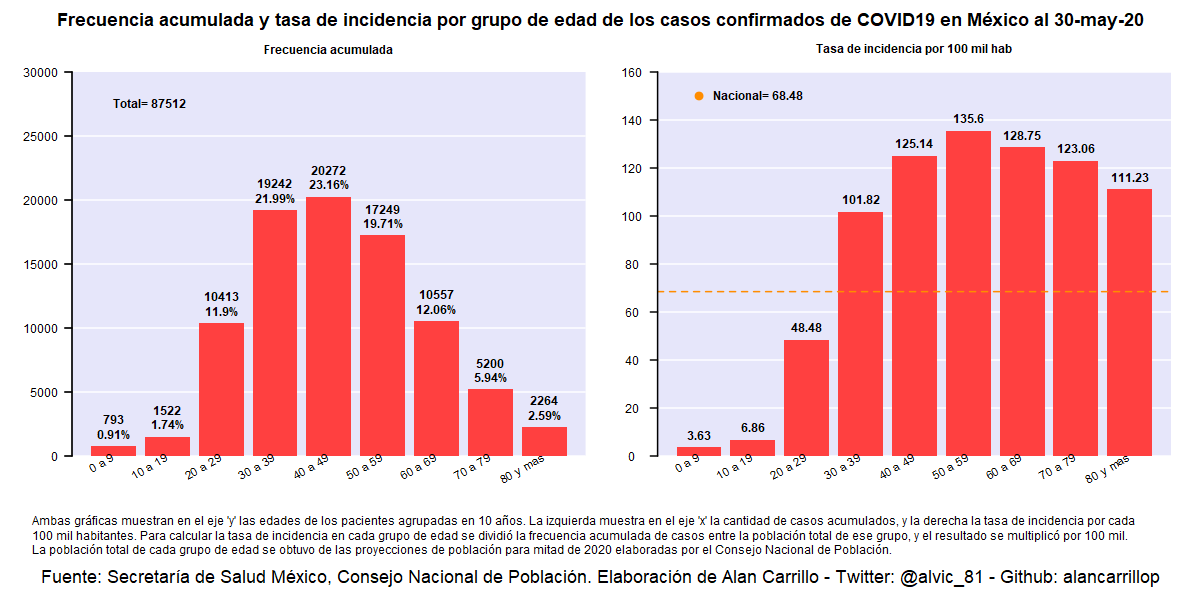 Frecuencia acumulada y tasa de incidencia por grupo de edad de los casos confirmados de COVID19 en México al 30-may-20
Frecuencia acumulada
30000
25000
20000
15000
10000
5000
0
Total= 87512
793
0.91%
1522
1.74%
10413
11.9%
19242
21.99%
20272
23.16%
17249
19.71%
10557
12.06%
5200
5.94%
2264
2.59%
0 a 9
10 a 19
20 a 29
30 a 39
40 a 49
50 a 59
60 a 69
70 a 79
80 y mas
Tasa de incidencia por 100 mil hab
160
140
120
100
80
60
40
20
0
Nacional= 68.48
3.63
6.86
48.48
101.82
125.14
135.6
128.75
123.06
111.23
0 a 9
10 a 19
20 a 29
30 a 39
40 a 49
50 a 59
60 a 69
70 a 79
80 y mas
Ambas gráficas muestran en el eje 'y' las edades de los pacientes agrupadas en 10 años. La izquierda muestra en el eje 'x' la cantidad de casos acumulados, y la derecha la tasa de incidencia por cada
100 mil habitantes. Para calcular la tasa de incidencia en cada grupo de edad se dividió la frecuencia acumulada de casos entre la población total de ese grupo, y el resultado se multiplicó por 100 mil.
La población total de cada grupo de edad se obtuvo de las proyecciones de población para mitad de 2020 elaboradas por el Consejo Nacional de Población.
Fuente: Secretaría de Salud México, Consejo Nacional de Población. Elaboración de Alan Carrillo - Twitter: @alvic_81 - Github: alancarrillop